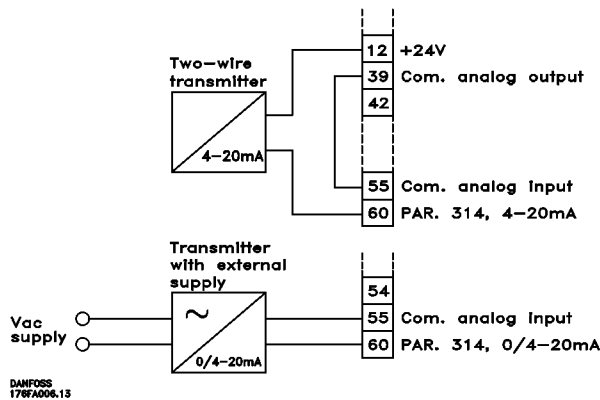 12 +24V
Two-wire
transmitter
39 Com. analog output
42
4-20mA
55 Com. analog input
60 PAR. 314, 4-20mA
Transmitter
with external
supply
54
Vac
supply
~
55 Com. analog input
60 PAR. 314, 0/4-20mA
0/4-20mA
DANFOSS
176FA006.13